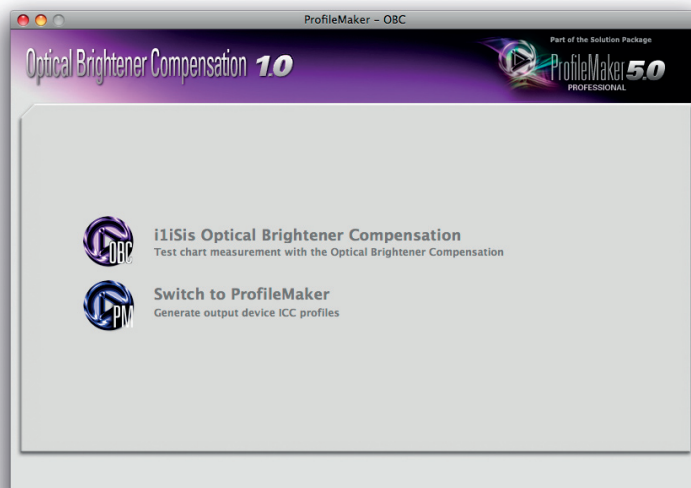 ProfileMaker – OBC
Optical Brightener Compensation 1.0
Part of the Solution Package
ProfileMaker 5.0
PROFESSIONAL
OBC
i1iSis Optical Brightener Compensation
Test chart measurement with the Optical Brightener Compensation
PM
Switch to ProfileMaker
Generate output device ICC profiles